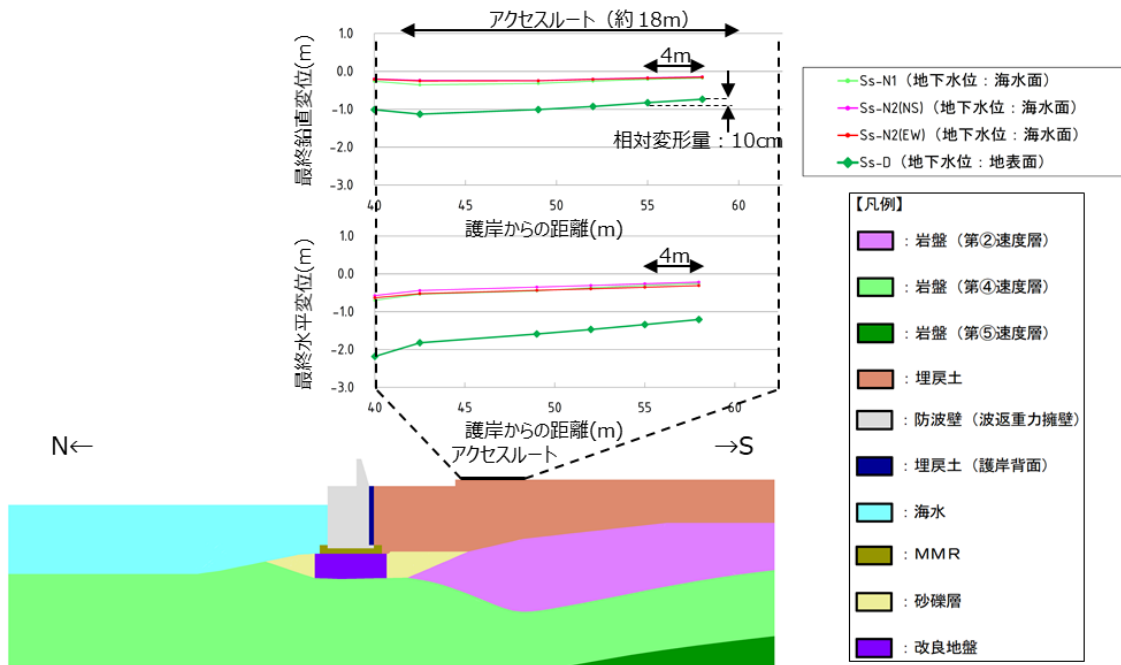 アクセスルート（約18m）
1.0
0.0
-1.0
-2.0
-3.0
最終鉛直変位(m)
4m
相対変形量：10cm
40
45
50
55
60
護岸からの距離(m)
1.0
0.0
-1.0
-2.0
-3.0
最終水平変位(m)
4m
40
45
50
55
60
護岸からの距離(m)
アクセスルート
N←
→S
Ss-N1（地下水位：海水面）
Ss-N2(NS)（地下水位：海水面）
Ss-N2(EW)（地下水位：海水面）
Ss-D（地下水位：地表面）
【凡例】
：岩盤（第②速度層）
：岩盤（第④速度層）
：岩盤（第⑤速度層）
：埋戻土
：防波壁（波返重力擁壁）
：埋戻土（護岸背面）
：海水
：ＭＭＲ
：砂礫層
：改良地盤